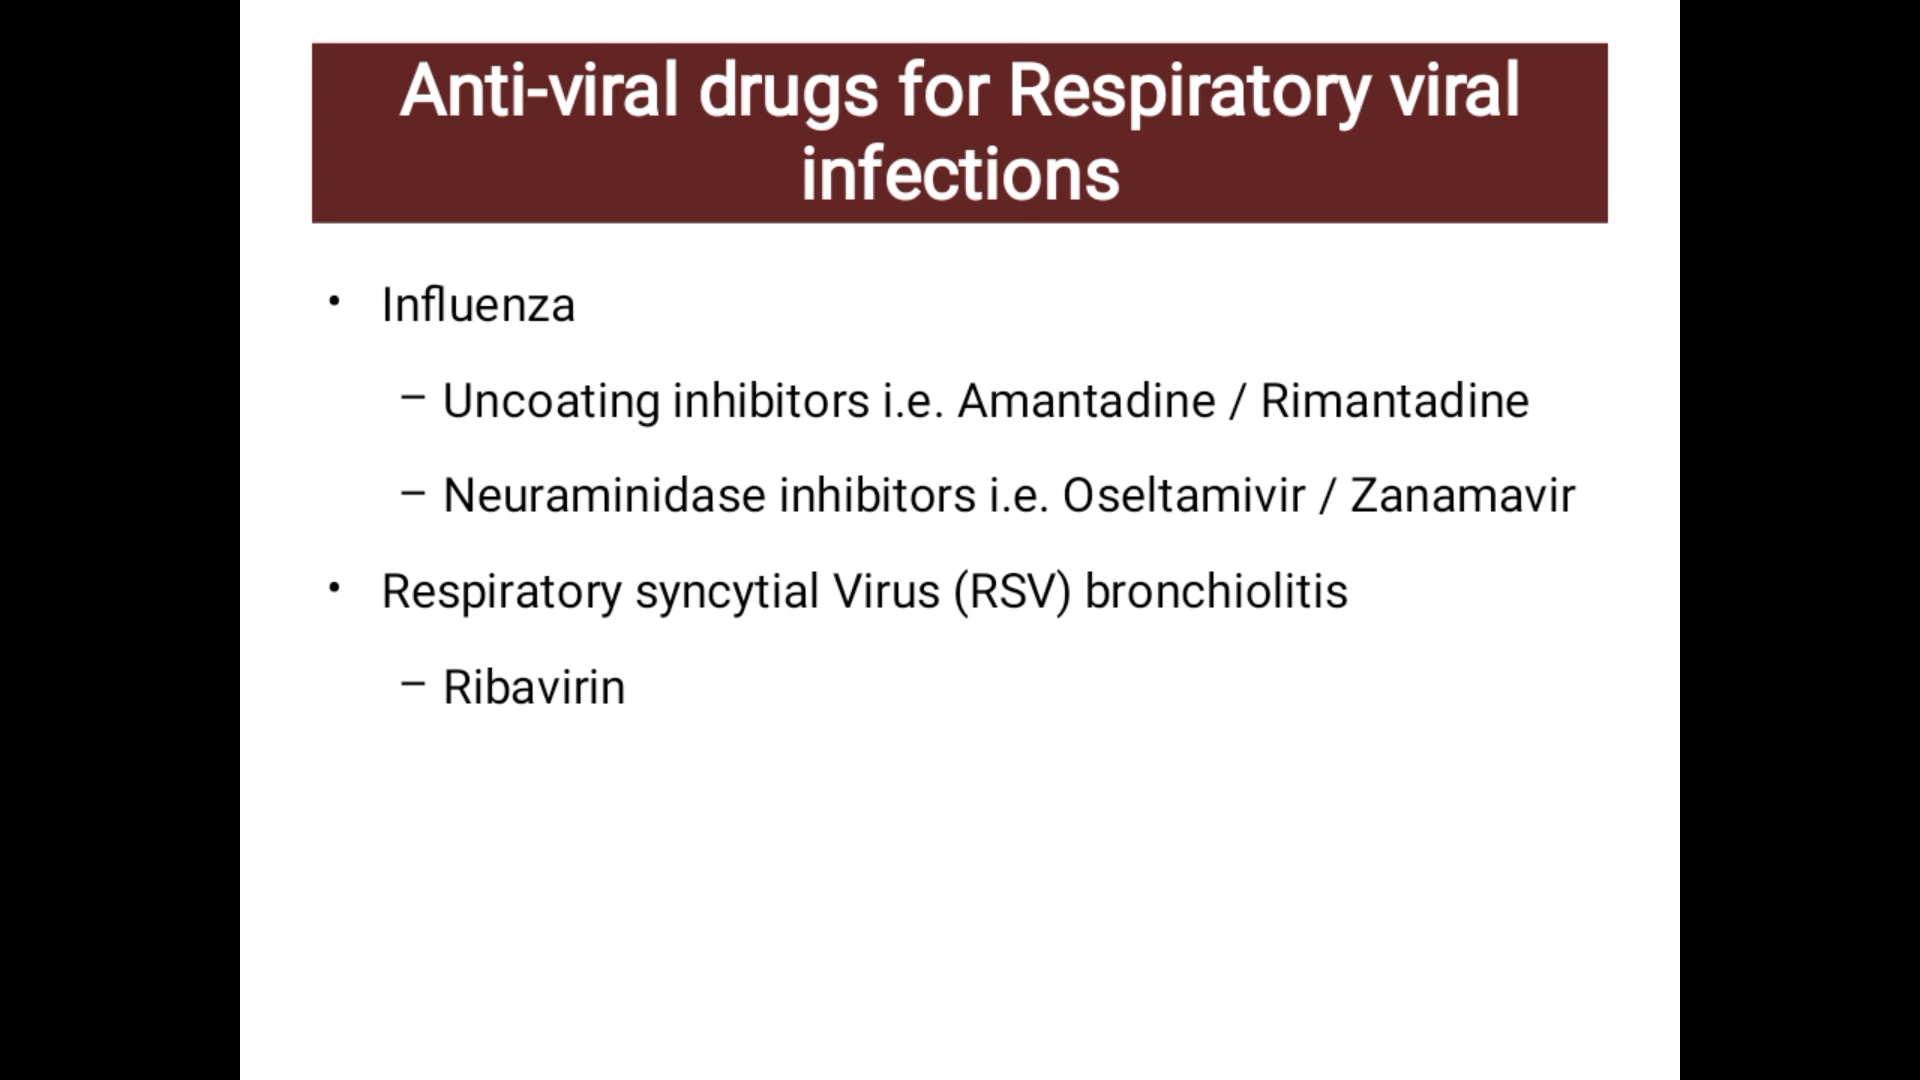 Anti-viral drugs for Respiratory viral
infections
• Influenza
– Uncoating inhibitors i.e. Amantadine / Rimantadine
– Neuraminidase inhibitors i.e. Oseltamivir / Zanamavir
• Respiratory syncytial Virus (RSV) bronchiolitis
– Ribavirin